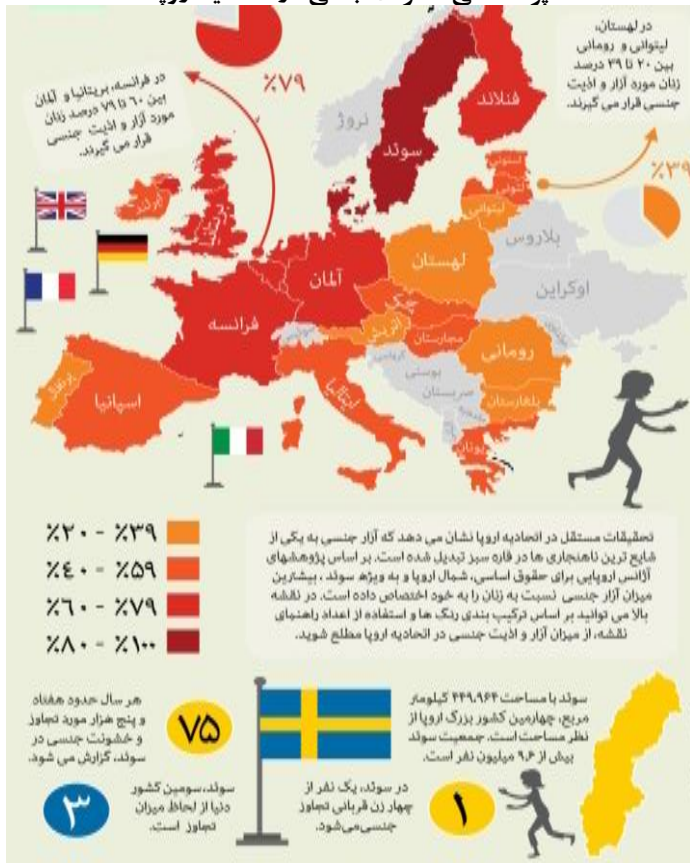 در لهستان،
لیتوانی و رومانی
بین ۲۰ تا ۳۹ درصد
زنان مورد آزار و اذیت
جنسی قرار می گیرند.
٪۷۹
در فرانسه، بریتانیا و آلمان
بین ۶۰ تا ۷۹ درصد زنان
مورد آزار و اذیت جنسی
قرار می گیرند.
فنلاند
نروژ
سوئد
٪۳۹
لیتونی
لیتوانی
بلاروس
ایرلند
بریتانیا
لهستان
آلمان
اوکراین
چک
فرانسه
اتریش
مجارستان
رومانی
بوسنی
صربستان
بلغارستان
ایتالیا
پرتغال
اسپانیا
یونان
٪۲۰ - ٪۳۹
٪۴۰ - ٪۵۹
٪۶۰ - ٪۷۹
٪۸۰ - ٪۱۰۰
تحقیقات مستقل در اتحادیه اروپا نشان می دهد که آزار جنسی به یکی از
شایع ترین ناهنجاری ها در قاره سبز تبدیل شده است. بر اساس پژوهشهای
آژانس اروپایی برای حقوق اساسی، شمال اروپا و به ویژه سوئد ، بیشترین
میزان آزار جنسی نسبت به زنان را به خود اختصاص داده است. در نقشه
بالا می توانید بر اساس ترکیب بندی رنگ ها و استفاده از اعداد راهنمای
نقشه، از میزان آزار و اذیت جنسی در اتحادیه اروپا مطلع شوید.
سوئد با مساحت ۴۴۹،۹۶۴ کیلومتر
مربع، چهارمین کشور بزرگ اروپا از
نظر مساحت است. جمعیت سوئد
بیش از ۹،۶ میلیون نفر است.
هر سال حدود هفتاد
و پنج هزار مورد تجاوز
و خشونت جنسی در
سوئد، گزارش می شود.
۷۵
در سوئد، یک نفر از
چهار زن قربانی تجاوز
جنسی‌می‌شود.
۱
سوئد،سومین کشور
دنیا از لحاظ میزان
تجاوز است.
۳